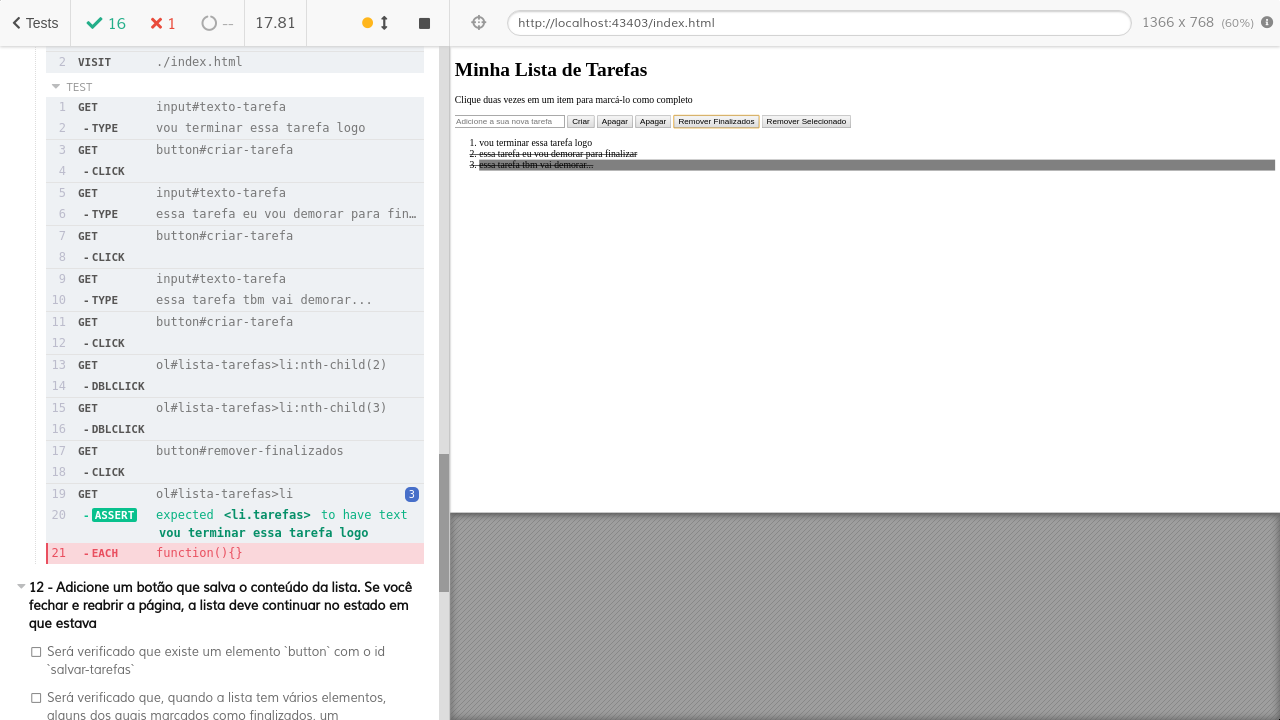 Tests
16
1
--
17.81
2 VISIT ./index.html
TEST
1 GET input#texto-tarefa
2 - TYPE vou terminar essa tarefa logo
3 GET button#criar-tarefa
4 - CLICK
5 GET input#texto-tarefa
6 - TYPE essa tarefa eu vou demorar para fin…
7 GET button#criar-tarefa
8 - CLICK
9 GET input#texto-tarefa
10 - TYPE essa tarefa tbm vai demorar...
11 GET button#criar-tarefa
12 - CLICK
13 GET ol#lista-tarefas>li:nth-child(2)
14 - DBLCLICK
15 GET ol#lista-tarefas>li:nth-child(3)
16 - DBLCLICK
17 GET button#remover-finalizados
18 - CLICK
19 GET ol#lista-tarefas>li 3
20 - ASSERT expected <li.tarefas> to have text
vou terminar essa tarefa logo
21 - EACH function(){}
12 - Adicione um botão que salva o conteúdo da lista. Se você
fechar e reabrir a página, a lista deve continuar no estado em
que estava
Será verificado que existe um elemento `button` com o id
`salvar-tarefas`
Será verificado que, quando a lista tem vários elementos,
alguns dos quais marcados como finalizados, um
http://localhost:43403/index.html
1366 x 768 (60%)
Minha Lista de Tarefas
Clique duas vezes em um item para marcá-lo como completo
Adicione a sua nova tarefa Criar Apagar Apagar Remover Finalizados Remover Selecionado
1. vou terminar essa tarefa logo
2. essa tarefa eu vou demorar para finalizar
3. essa tarefa tbm vai demorar...